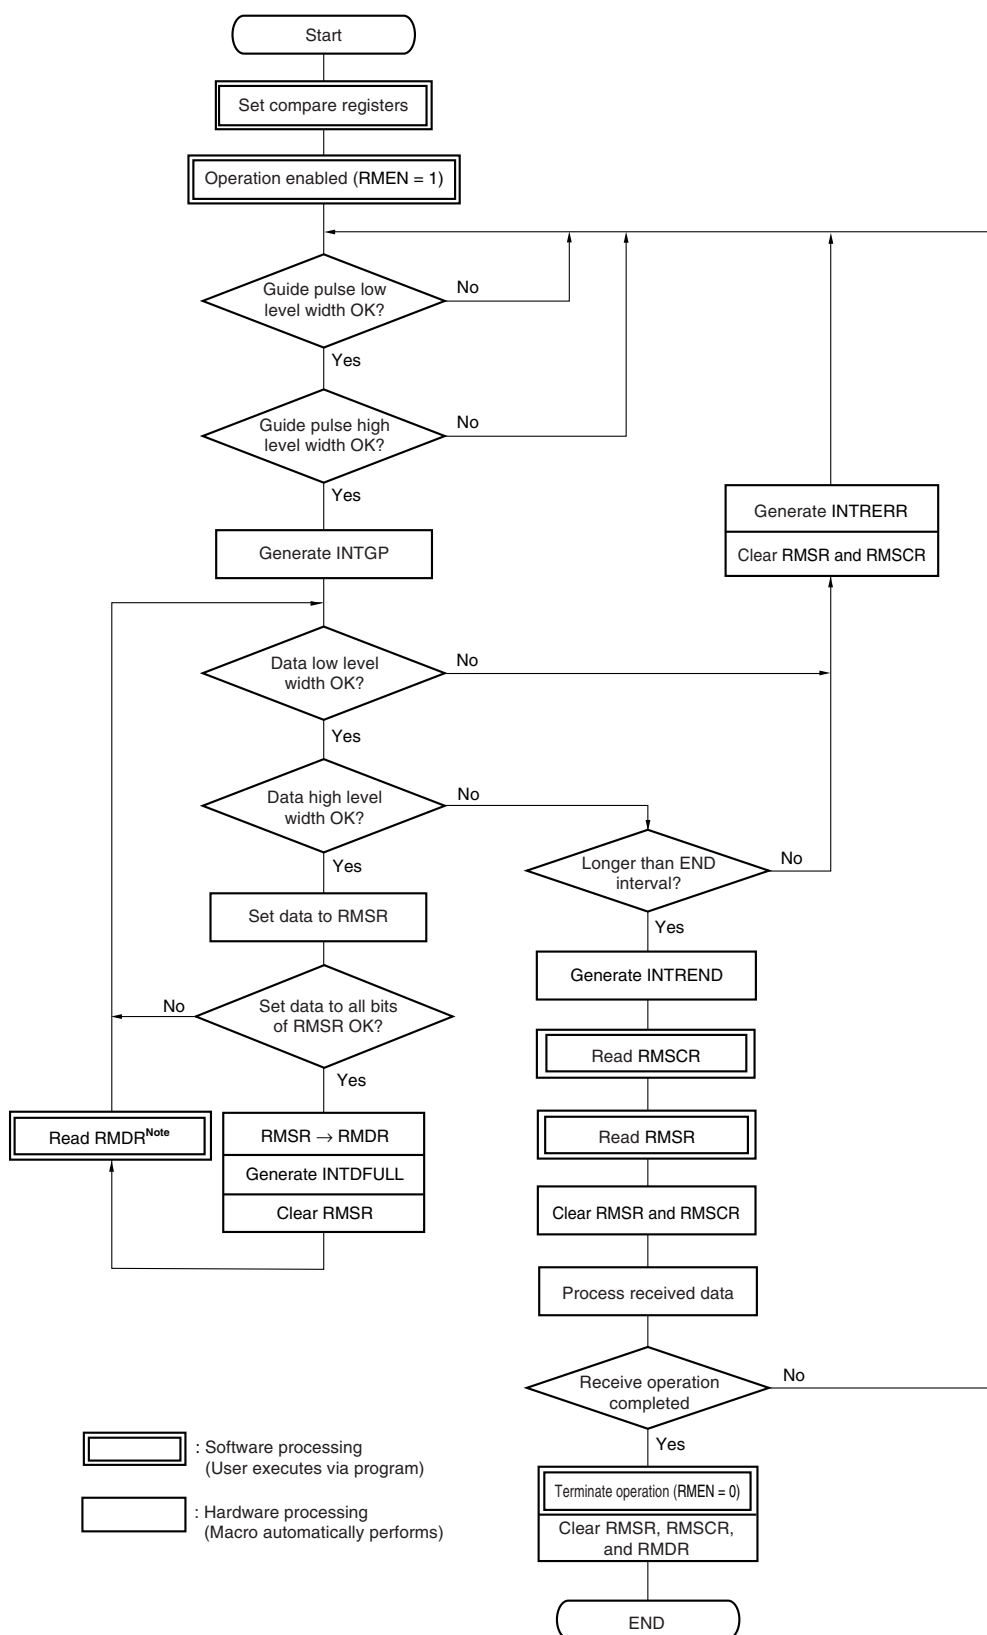 Start
Set compare registers
Operation enabled (RMEN = 1)
Guide pulse low
level width OK?
No
Yes
Guide pulse high
level width OK?
No
Yes
Generate INTGP
Generate INTRERR
Clear RMSR and RMSCR
Data low level
width OK?
No
Yes
Data high level
width OK?
No
Yes
Longer than END
interval?
No
Yes
Set data to RMSR
Generate INTREND
Set data to all bits
of RMSR OK?
No
Yes
Read RMSCR
Read RMDRNote
RMSR → RMDR
Generate INTDFULL
Clear RMSR
Read RMSR
Clear RMSR and RMSCR
Process received data
Receive operation
completed
No
Yes
Terminate operation (RMEN = 0)
Clear RMSR, RMSCR,
and RMDR
END
: Software processing
(User executes via program)
: Hardware processing
(Macro automatically performs)